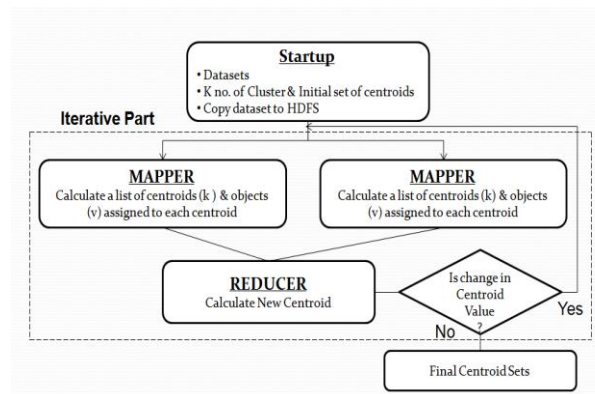 Startup
• Datasets
• K no. of Cluster & Initial set of centroids
• Copy dataset to HDFS
Iterative Part
MAPPER
Calculate a list of centroids (k ) & objects
(v) assigned to each centroid
MAPPER
Calculate a list of centroids (k) & objects
(v) assigned to each centroid
REDUCER
Calculate New Centroid
Is change in
Centroid
Value
?
Yes
No
Final Centroid Sets